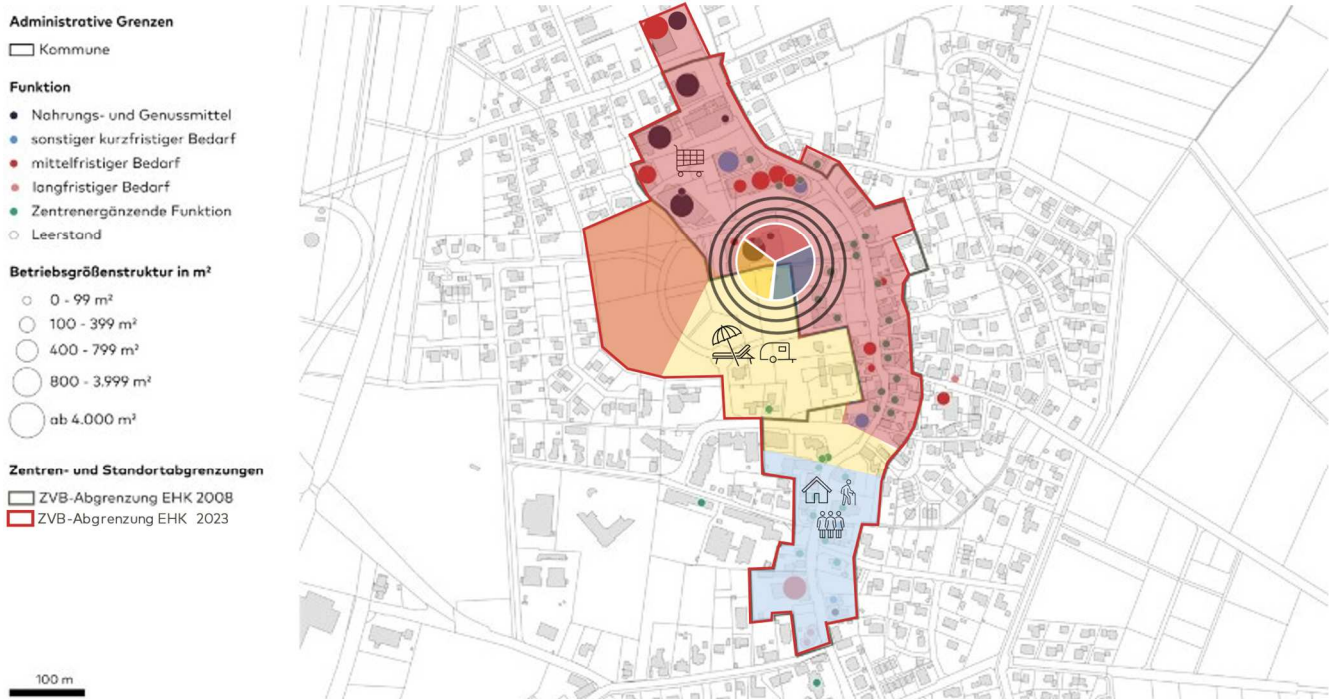 Administrative Grenzen
Kommune
Funktion
Nahrungs- und Genussmittel
sonstiger kurzfristiger Bedarf
mittelfristiger Bedarf
langfristiger Bedarf
Zentrenergänzende Funktion
Leerstand
Betriebsgrößenstruktur in m²
0 - 99 m²
100 - 399 m²
400 - 799 m²
800 - 3.999 m²
ab 4.000 m²
Zentren- und Standortabgrenzungen
ZVB-Abgrenzung EHK 2008
ZVB-Abgrenzung EHK 2023
100 m